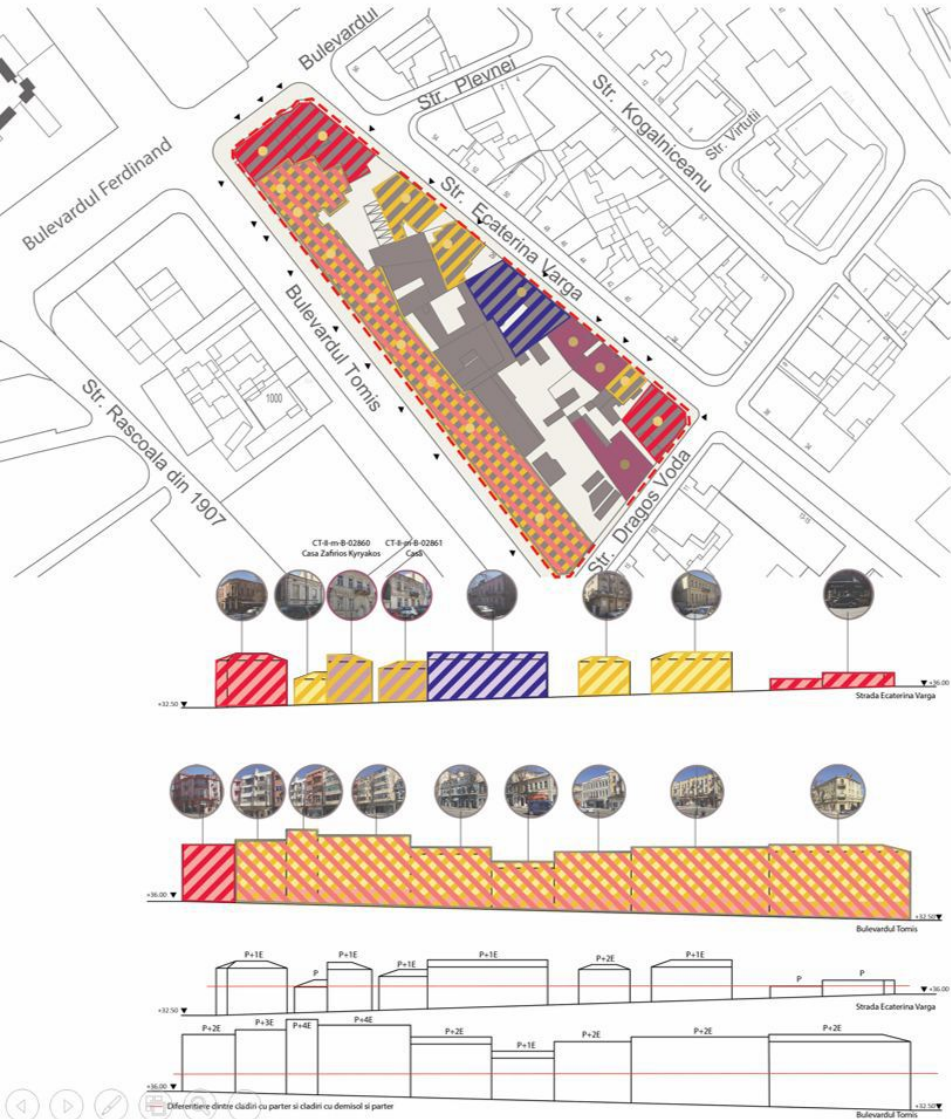 Bulevardul
Str. Plevnei
Str. Kogalniceanu
Str. Virtutii
Bulevardul Ferdinand
Str. Ecaterina Varga
Bulevardul Tomis
Str. Rascoala din 1907
1000
Str. Dragos Voda
CT-II-m-B-02860
Casa Zafirios Kyryakos
CT-II-m-B-02861
Casă
+32.50
+36.00
Strada Ecaterina Varga
+36.00
+32.50
Bulevardul Tomis
P+1E
P
P+1E
P+1E
P+1E
P+2E
P+1E
P
P
+32.50
+36.00
Strada Ecaterina Varga
P+2E
P+3E
P+4E
P+4E
P+2E
P+1E
P+2E
P+2E
P+2E
+36.00
+32.50
Diferentiere dintre cladiri cu parter si cladiri cu demisol si parter
Bulevardul Tomis